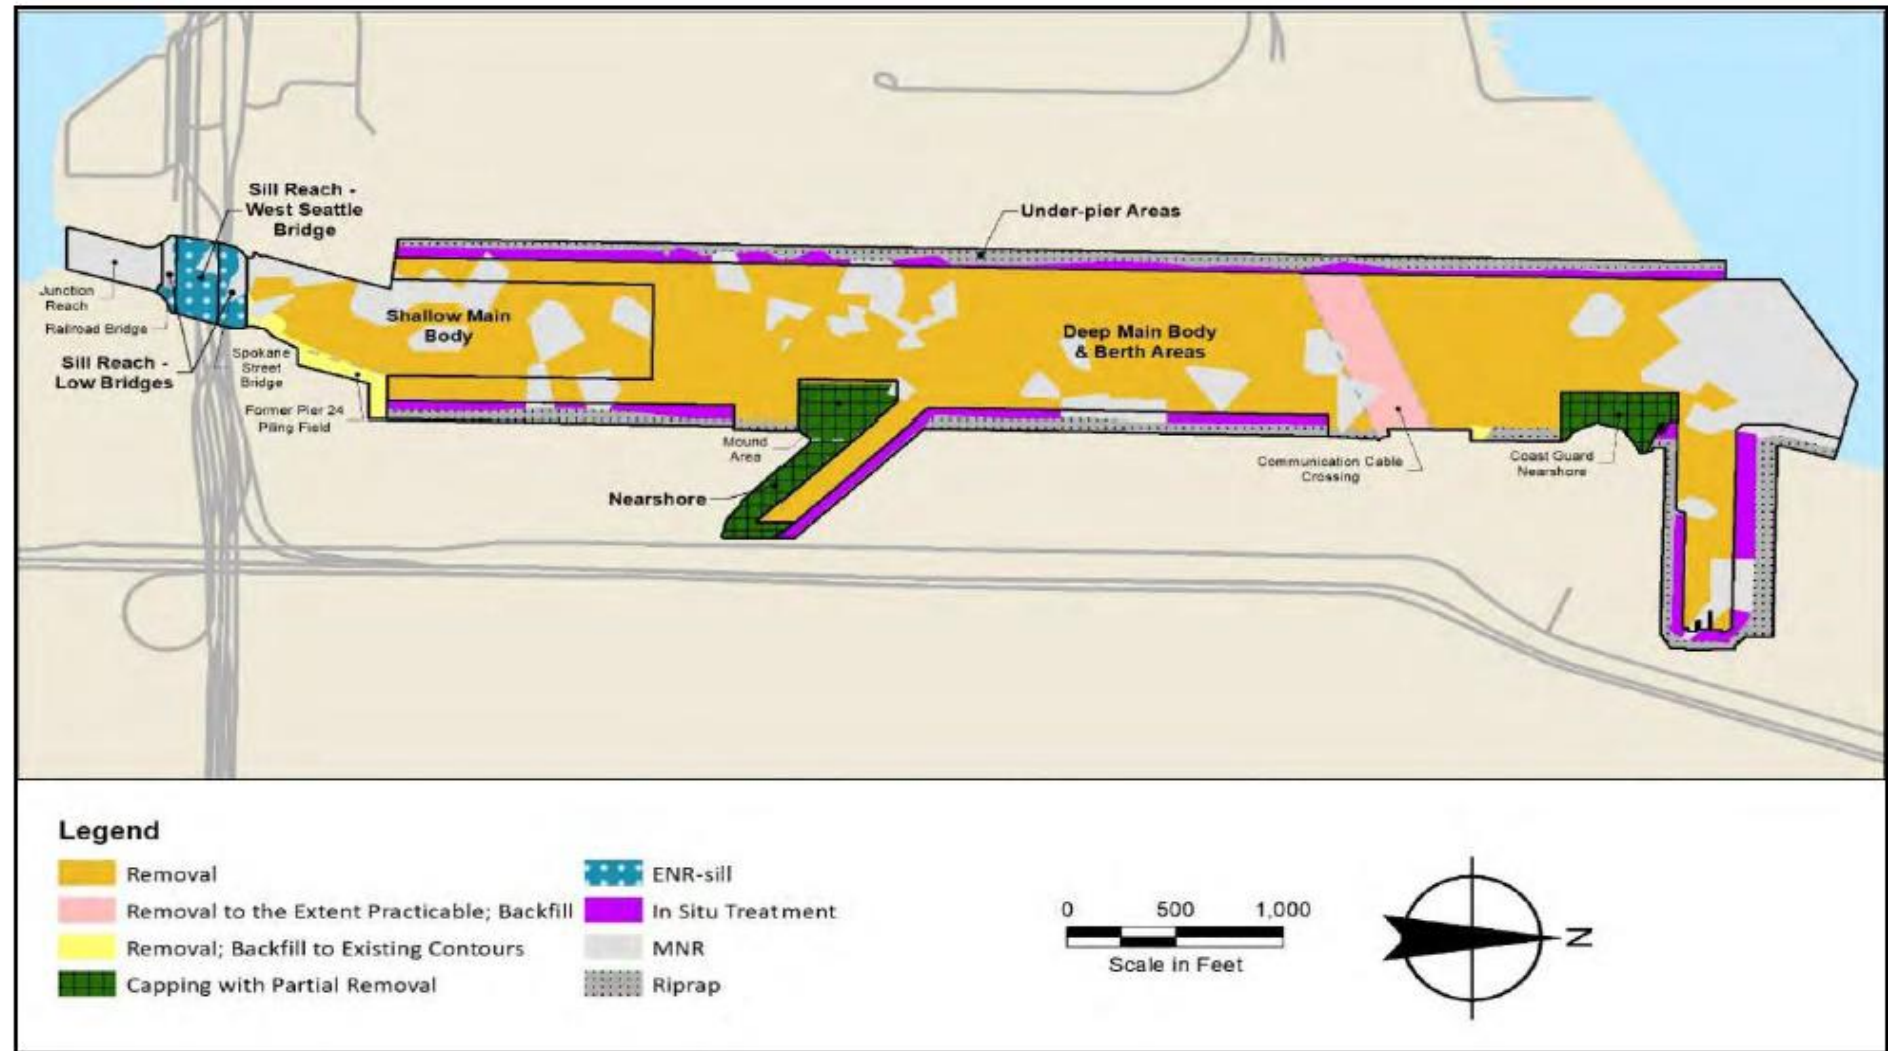 Sill Reach -
West Seattle
Bridge
Under-pier Areas
Junction
Reach
Railroad Bridge
Sill Reach -
Low Bridges
Spokane
Street
Bridge
Former Pier 24
Piling Field
Shallow Main
Body
Deep Main Body
& Berth Areas
Mound
Area
Nearshore
Communication Cable
Crossing
Coast Guard
Nearshore
Legend
Removal
Removal to the Extent Practicable; Backfill
Removal; Backfill to Existing Contours
Capping with Partial Removal
ENR-sill
In Situ Treatment
MNR
Riprap
0 500 1,000
Scale in Feet
N